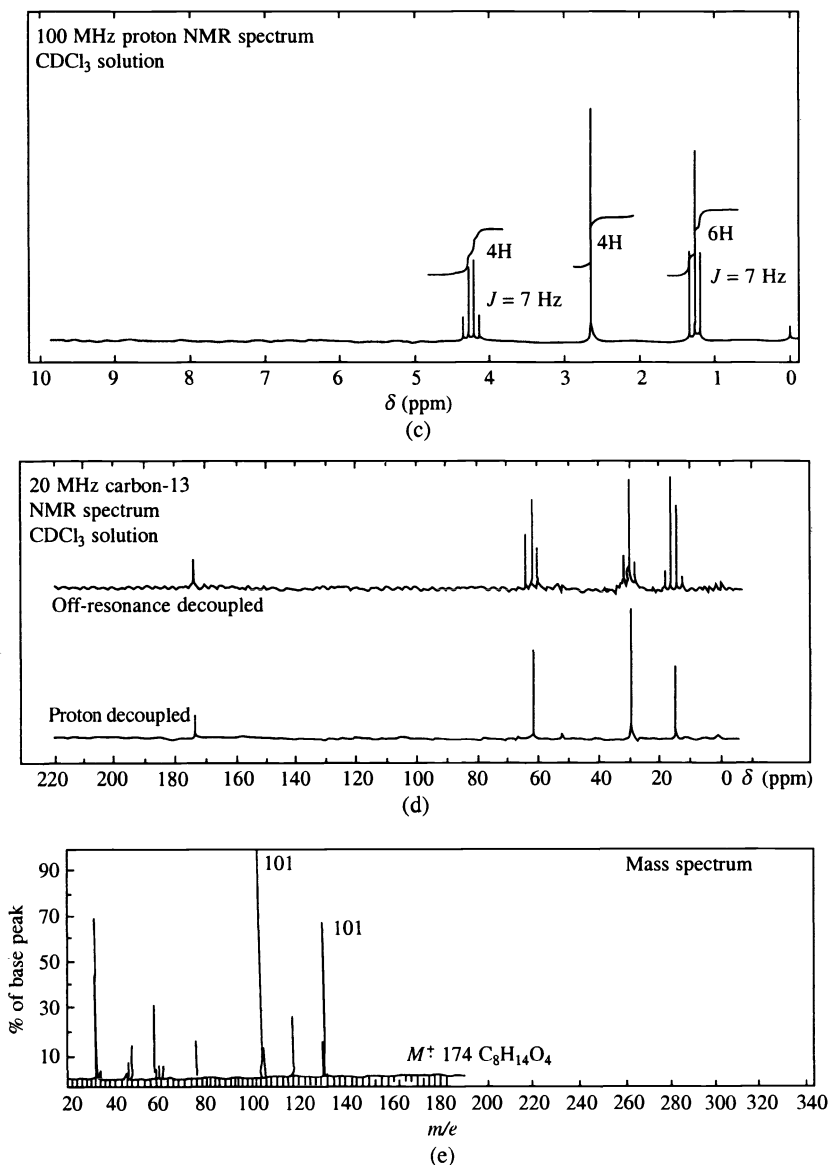 100 MHz proton NMR spectrum
CDCl₃ solution
4H
4H
6H
J = 7 Hz
J = 7 Hz
10 9 8 7 6 5 4 3 2 1 0
δ (ppm)
(c)
20 MHz carbon-13
NMR spectrum
CDCl₃ solution
Off-resonance decoupled
Proton decoupled
220 200 180 160 140 120 100 80 60 40 20 0 δ (ppm)
(d)
101
Mass spectrum
101
% of base peak
90
70
50
30
10
M⁺̇ 174 C₈H₁₄O₄
20 40 60 80 100 120 140 160 180 200 220 240 260 280 300 320 340
m/e
(e)